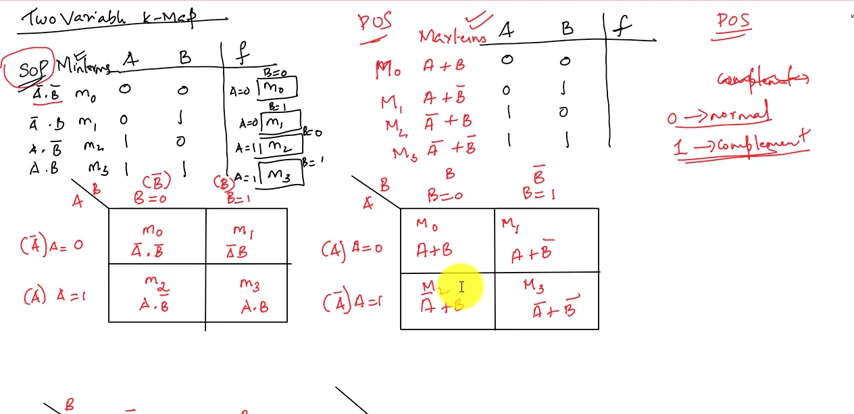 Two Variable K-Map
SOP Minterms A B f
Ā.B̄ m₀ 0 0 A=0 B=0 m₀
Ā.B m₁ 0 1 A=0 B=1 m₁
A.B̄ m₂ 1 0 A=1 B=0 m₂
A.B m₃ 1 1 A=1 B=1 m₃
POS Maxterms A B f
M₀ A+B 0 0
M₁ A+B̄ 0 1
M₂ Ā+B 1 0
M₃ Ā+B̄ 1 1
POS
0→normal
1→complement
(B̄) (B)
A B B=0 B=1
(Ā) A=0 m₀ m₁
Ā.B̄ ĀB
(A) A=1 m₂ m₃
A.B̄ A.B
B B̄
A B B=0 B=1
(A) A=0 M₀ M₁
A+B A+B̄
(Ā) A=1 M₂ M₃
Ā+B Ā+B̄
B